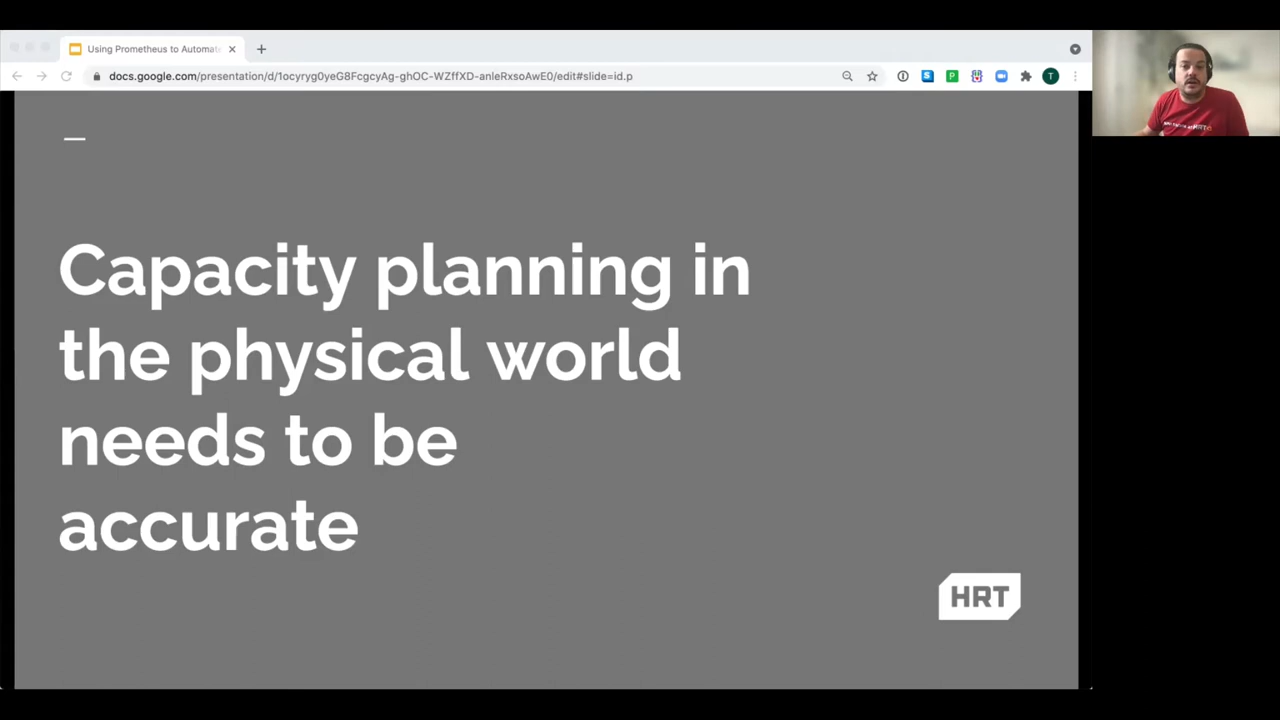 Using Prometheus to Automat
docs.google.com/presentation/d/1ocyryg0yeG8FcgcyAg-ghOC-WZffXD-anleRxsoAwE0/edit#slide=id.p
T
Capacity planning in
the physical world
needs to be
accurate
HRT